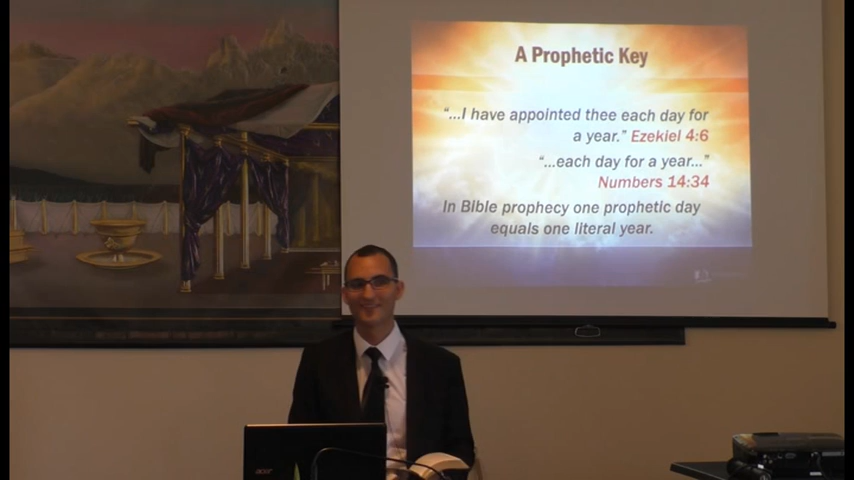 A Prophetic Key
“...I have appointed thee each day for
a year.” Ezekiel 4:6
“...each day for a year...”
Numbers 14:34
In Bible prophecy one prophetic day
equals one literal year.
acer